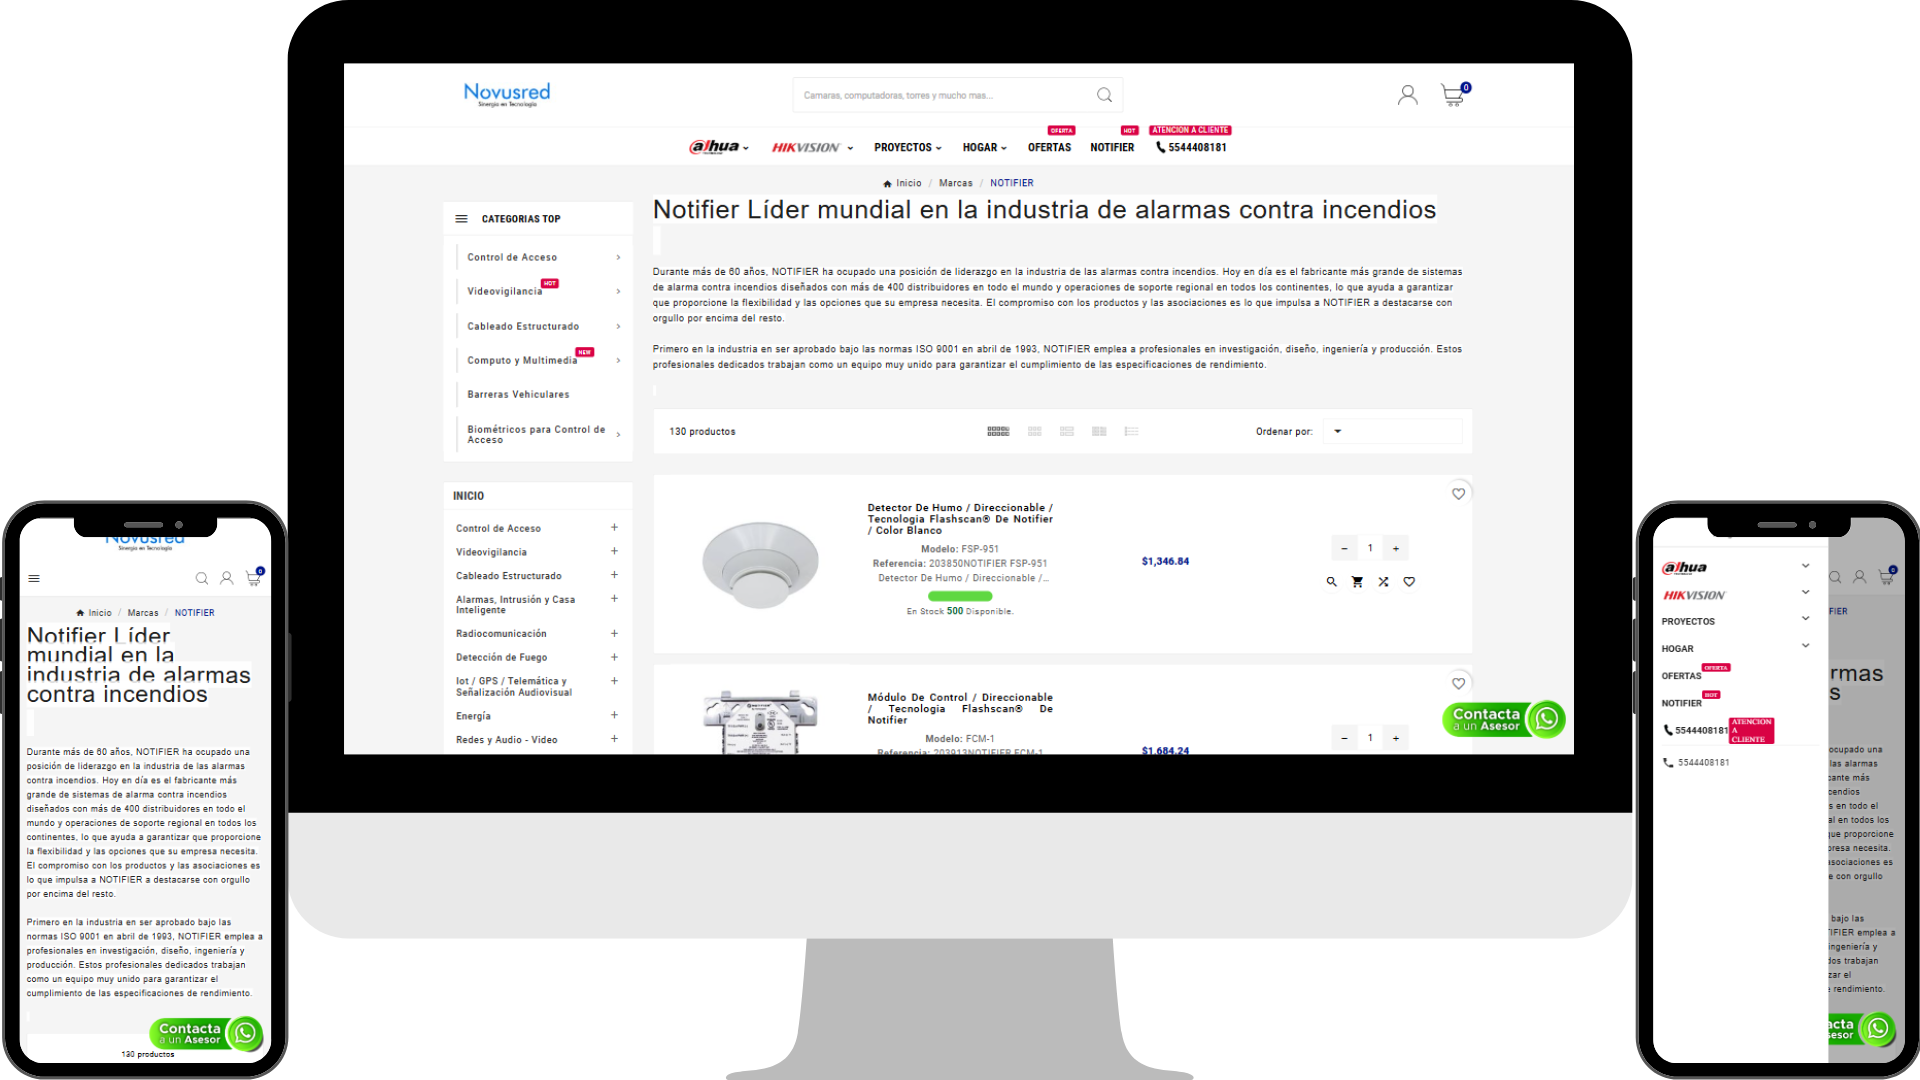 Novusred
Sinergia en Tecnología
Camaras, computadoras, torres y mucho mas...
0
alhua
HIKVISION
PROYECTOS
HOGAR
OFERTA
OFERTAS
HOT
NOTIFIER
ATENCION A CLIENTE
5544408181
Inicio / Marcas / NOTIFIER
CATEGORIAS TOP
Control de Acceso
Videovigilancia
HOT
Cableado Estructurado
Computo y Multimedia
NEW
Barreras Vehiculares
Biométricos para Control de
Acceso
INICIO
Control de Acceso +
Videovigilancia +
Cableado Estructurado +
Alarmas, Intrusión y Casa +
Inteligente
Radiocomunicación +
Detección de Fuego +
Iot / GPS / Telemática y +
Señalización Audiovisual
Energía +
Redes y Audio - Video +
Notifier Líder mundial en la industria de alarmas contra incendios
Durante más de 60 años, NOTIFIER ha ocupado una posición de liderazgo en la industria de las alarmas contra incendios. Hoy en día es el fabricante más grande de sistemas
de alarma contra incendios diseñados con más de 400 distribuidores en todo el mundo y operaciones de soporte regional en todos los continentes, lo que ayuda a garantizar
que proporcione la flexibilidad y las opciones que su empresa necesita. El compromiso con los productos y las asociaciones es lo que impulsa a NOTIFIER a destacarse con
orgullo por encima del resto.
Primero en la industria en ser aprobado bajo las normas ISO 9001 en abril de 1993, NOTIFIER emplea a profesionales en investigación, diseño, ingeniería y producción. Estos
profesionales dedicados trabajan como un equipo muy unido para garantizar el cumplimiento de las especificaciones de rendimiento.
130 productos
Ordenar por:
Detector De Humo / Direccionable /
Tecnologia Flashscan® De Notifier
/ Color Blanco
Modelo: FSP-951
Referencia: 203850NOTIFIER FSP-951
Detector De Humo / Direccionable /...
En Stock 500 Disponible.
$1,346.84
- 1 +
Módulo De Control / Direccionable
/ Tecnologia Flashscan® De
Notifier
Modelo: FCM-1
Referencia: 203913NOTIFIER FCM-1
$1,684.24
- 1 +
Contacta
a un Asesor
Novusred
Sinergia en Tecnología
0
Inicio / Marcas / NOTIFIER
Notifier Líder
mundial en la
industria de alarmas
contra incendios
Durante más de 60 años, NOTIFIER ha ocupado una
posición de liderazgo en la industria de las alarmas
contra incendios. Hoy en día es el fabricante más
grande de sistemas de alarma contra incendios
diseñados con más de 400 distribuidores en todo el
mundo y operaciones de soporte regional en todos los
continentes, lo que ayuda a garantizar que proporcione
la flexibilidad y las opciones que su empresa necesita.
El compromiso con los productos y las asociaciones es
lo que impulsa a NOTIFIER a destacarse con orgullo
por encima del resto.
Primero en la industria en ser aprobado bajo las
normas ISO 9001 en abril de 1993, NOTIFIER emplea a
profesionales en investigación, diseño, ingeniería y
producción. Estos profesionales dedicados trabajan
como un equipo muy unido para garantizar el
cumplimiento de las especificaciones de rendimiento.
Contacta
a un Asesor
130 productos
alhua
HIKVISION
PROYECTOS
HOGAR
OFERTA
OFERTAS
HOT
NOTIFIER
5544408181
ATENCION
A
CLIENTE
5544408181
0
FIER
rmas
s
ocupado una
las alarmas
cante más
cendios
s en todo el
al en todos los
que proporcione
presa necesita.
asociaciones es
e con orgullo
bajo las
TIFIER emplea a
ingeniería y
dos trabajan
zar el
e rendimiento.
acta
esor